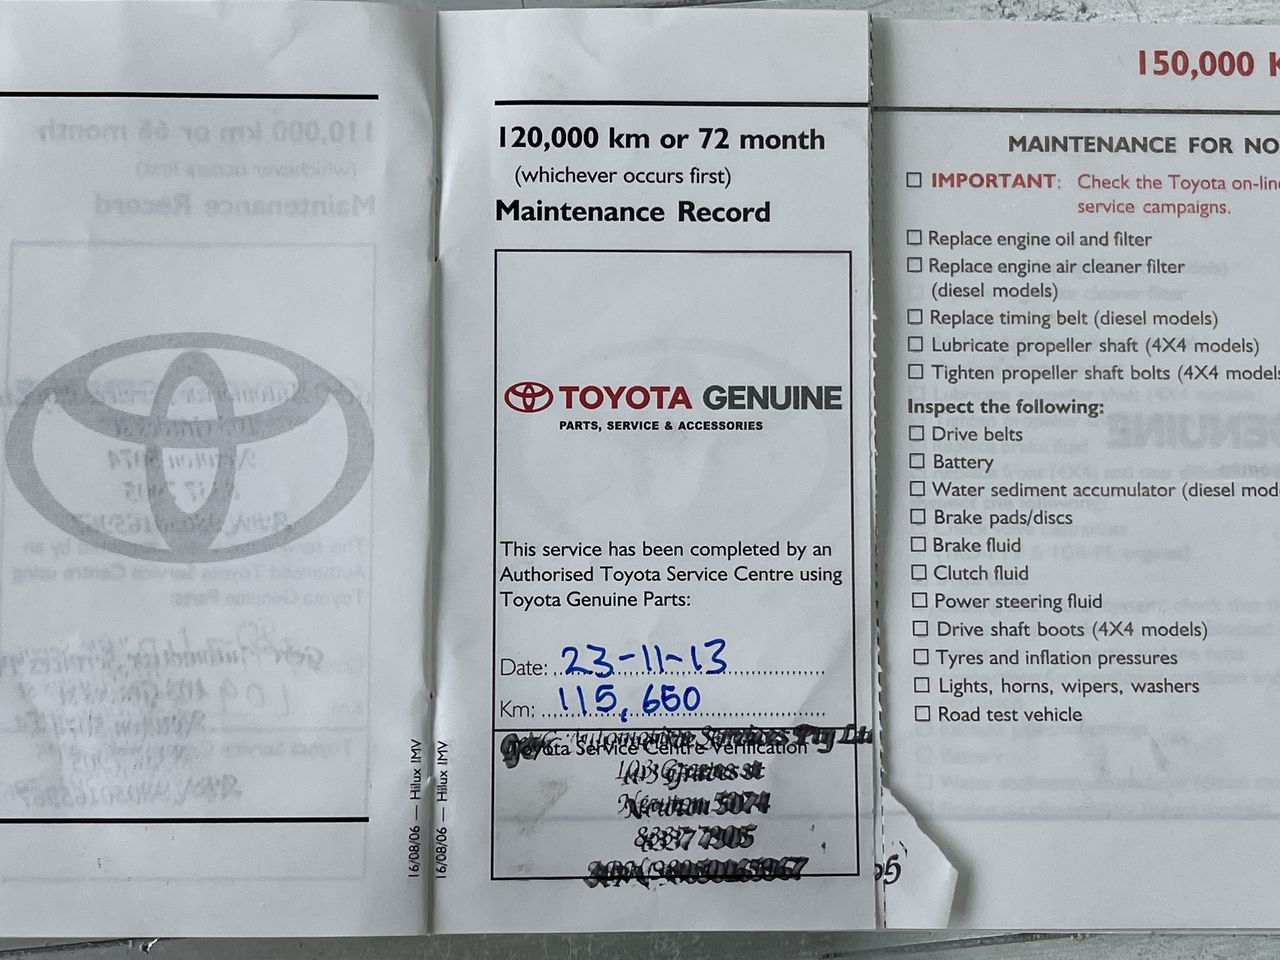 120,000 km or 72 month
(whichever occurs first)
Maintenance Record
TOYOTA GENUINE
PARTS, SERVICE & ACCESSORIES
This service has been completed by an
Authorised Toyota Service Centre using
Toyota Genuine Parts:
Date: 23-11-13
Km: 115,650
Toyota Service Centre Verification
Automotive Services Pty Ltd
Newton 5074
16/08/06 — Hilux IMV
16/08/06 — Hilux IMV
150,000
MAINTENANCE FOR NO
☐ IMPORTANT: Check the Toyota on-line
service campaigns.
☐ Replace engine oil and filter
☐ Replace engine air cleaner filter
(diesel models)
☐ Replace timing belt (diesel models)
☐ Lubricate propeller shaft (4X4 models)
☐ Tighten propeller shaft bolts (4X4 models
Inspect the following:
☐ Drive belts
☐ Battery
☐ Water sediment accumulator (diesel mod
☐ Brake pads/discs
☐ Brake fluid
☐ Clutch fluid
☐ Power steering fluid
☐ Drive shaft boots (4X4 models)
☐ Tyres and inflation pressures
☐ Lights, horns, wipers, washers
☐ Road test vehicle